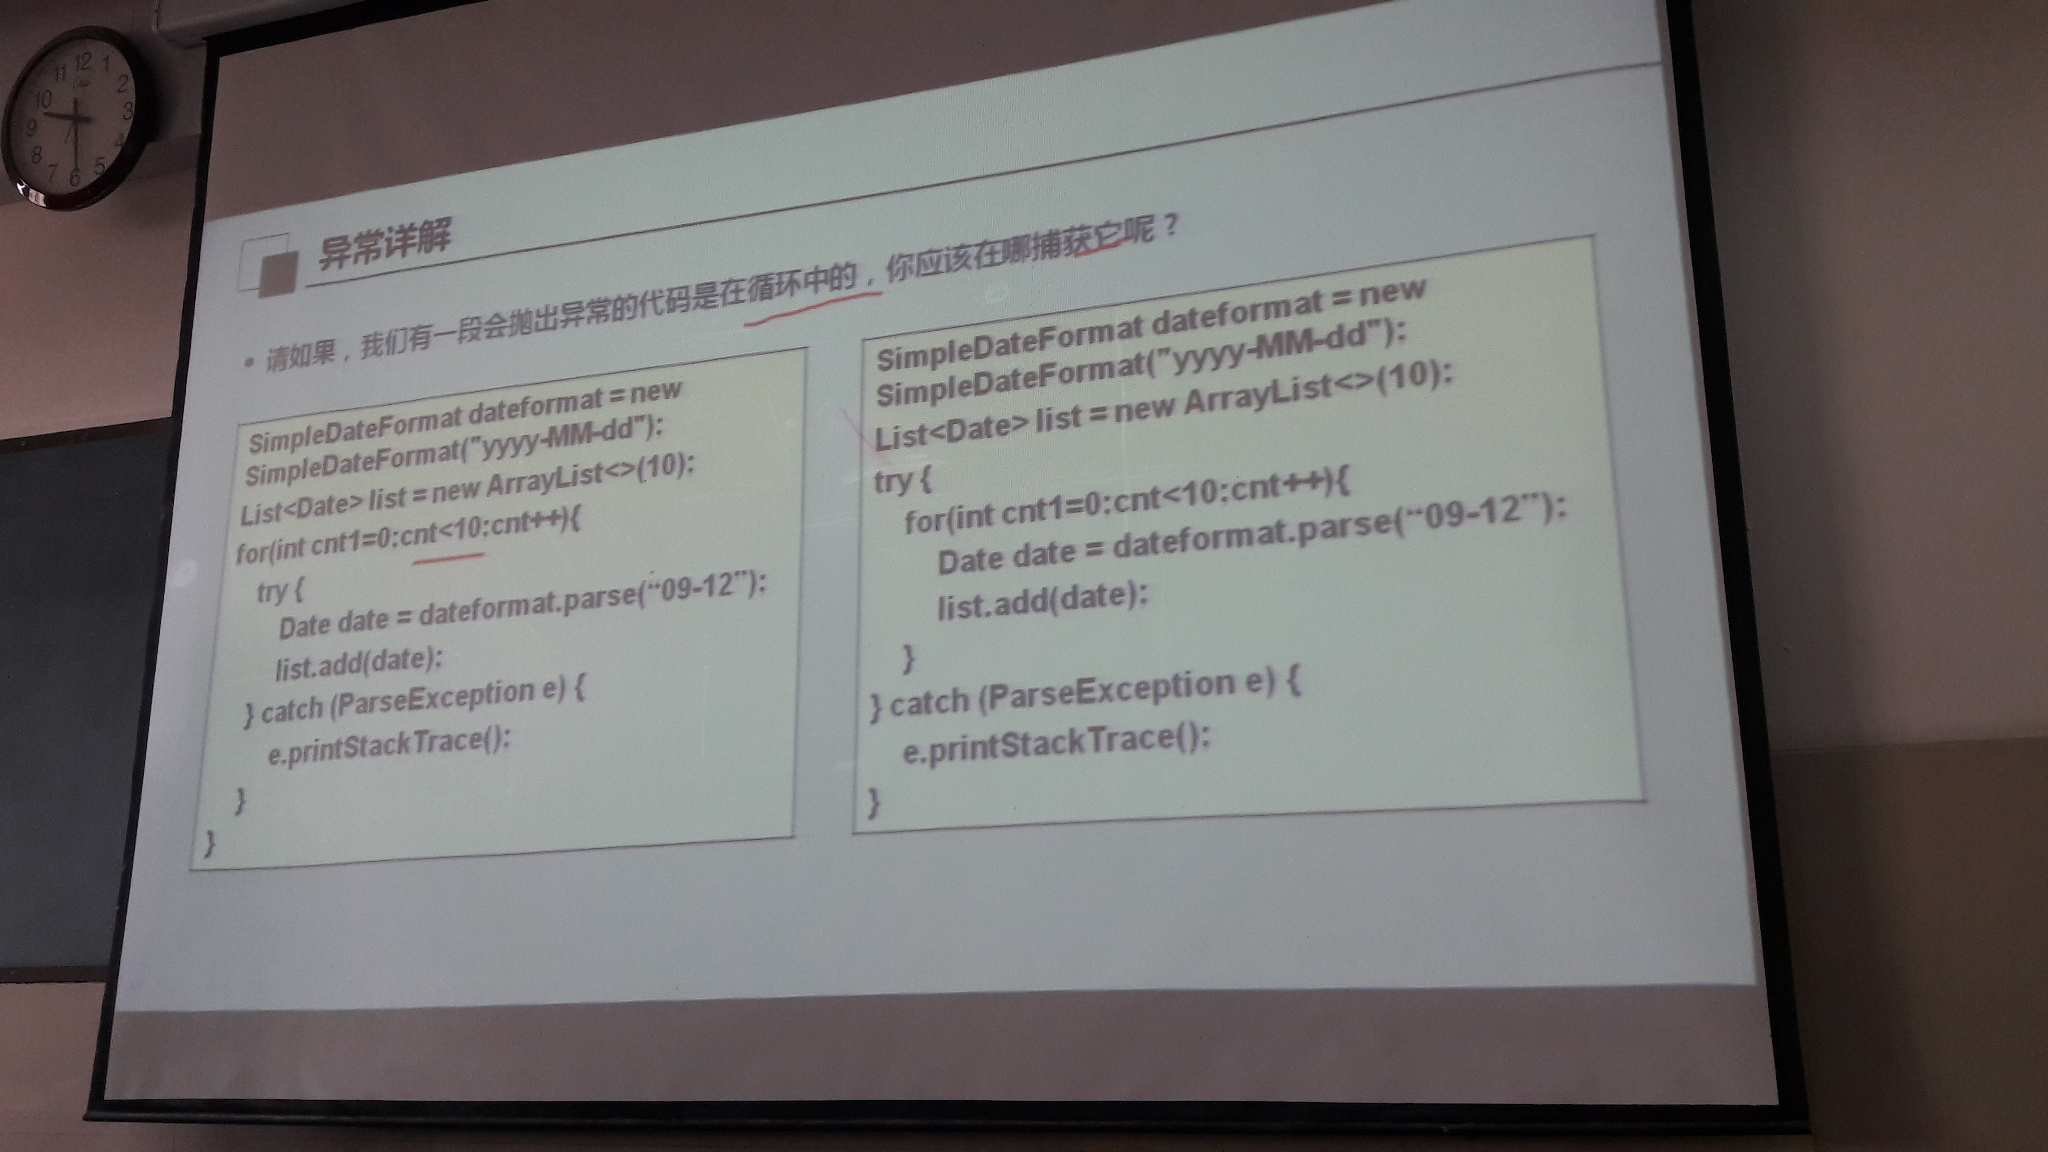 12
1
2
3
4
5
6
7
8
9
10
11
异常详解
• 请如果，我们有一段会抛出异常的代码是在循环中的，你应该在哪捕获它呢？
SimpleDateFormat dateformat = new
SimpleDateFormat("yyyy-MM-dd");
List<Date> list = new ArrayList<>(10);
for(int cnt1=0;cnt<10;cnt++){
try {
Date date = dateformat.parse(“09-12”);
list.add(date);
} catch (ParseException e) {
e.printStackTrace();
}
}
SimpleDateFormat dateformat = new
SimpleDateFormat("yyyy-MM-dd");
List<Date> list = new ArrayList<>(10);
try {
for(int cnt1=0;cnt<10;cnt++){
Date date = dateformat.parse(“09-12”);
list.add(date);
}
} catch (ParseException e) {
e.printStackTrace();
}